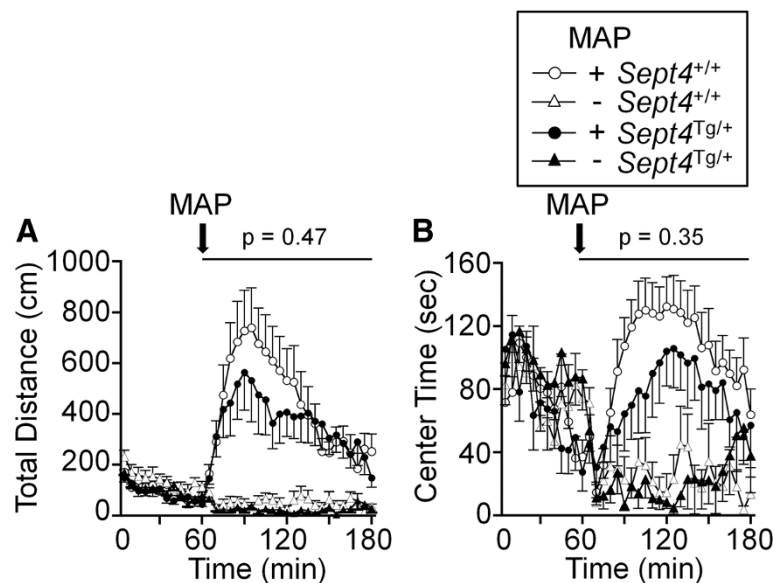 MAP
+ Sept4+/+
- Sept4+/+
+ Sept4Tg/+
- Sept4Tg/+
A
MAP
p = 0.47
1000
800
600
400
200
0
Total Distance (cm)
0 60 120 180
Time (min)
B
MAP
p = 0.35
160
120
80
40
0
Center Time (sec)
0 60 120 180
Time (min)